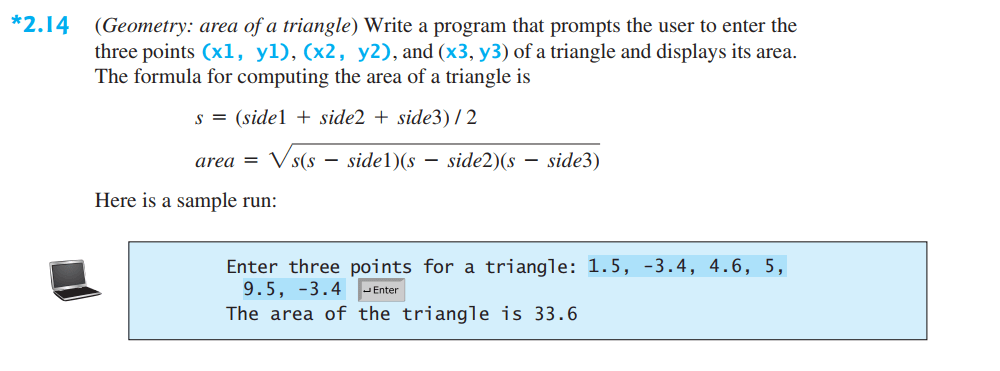 *2.14 (Geometry: area of a triangle) Write a program that prompts the user to enter the
three points (x1, y1), (x2, y2), and (x3, y3) of a triangle and displays its area.
The formula for computing the area of a triangle is
s = (side1 + side2 + side3) / 2
area = √s(s − side1)(s − side2)(s − side3)
Here is a sample run:
Enter three points for a triangle: 1.5, -3.4, 4.6, 5,
9.5, -3.4 ↵Enter
The area of the triangle is 33.6